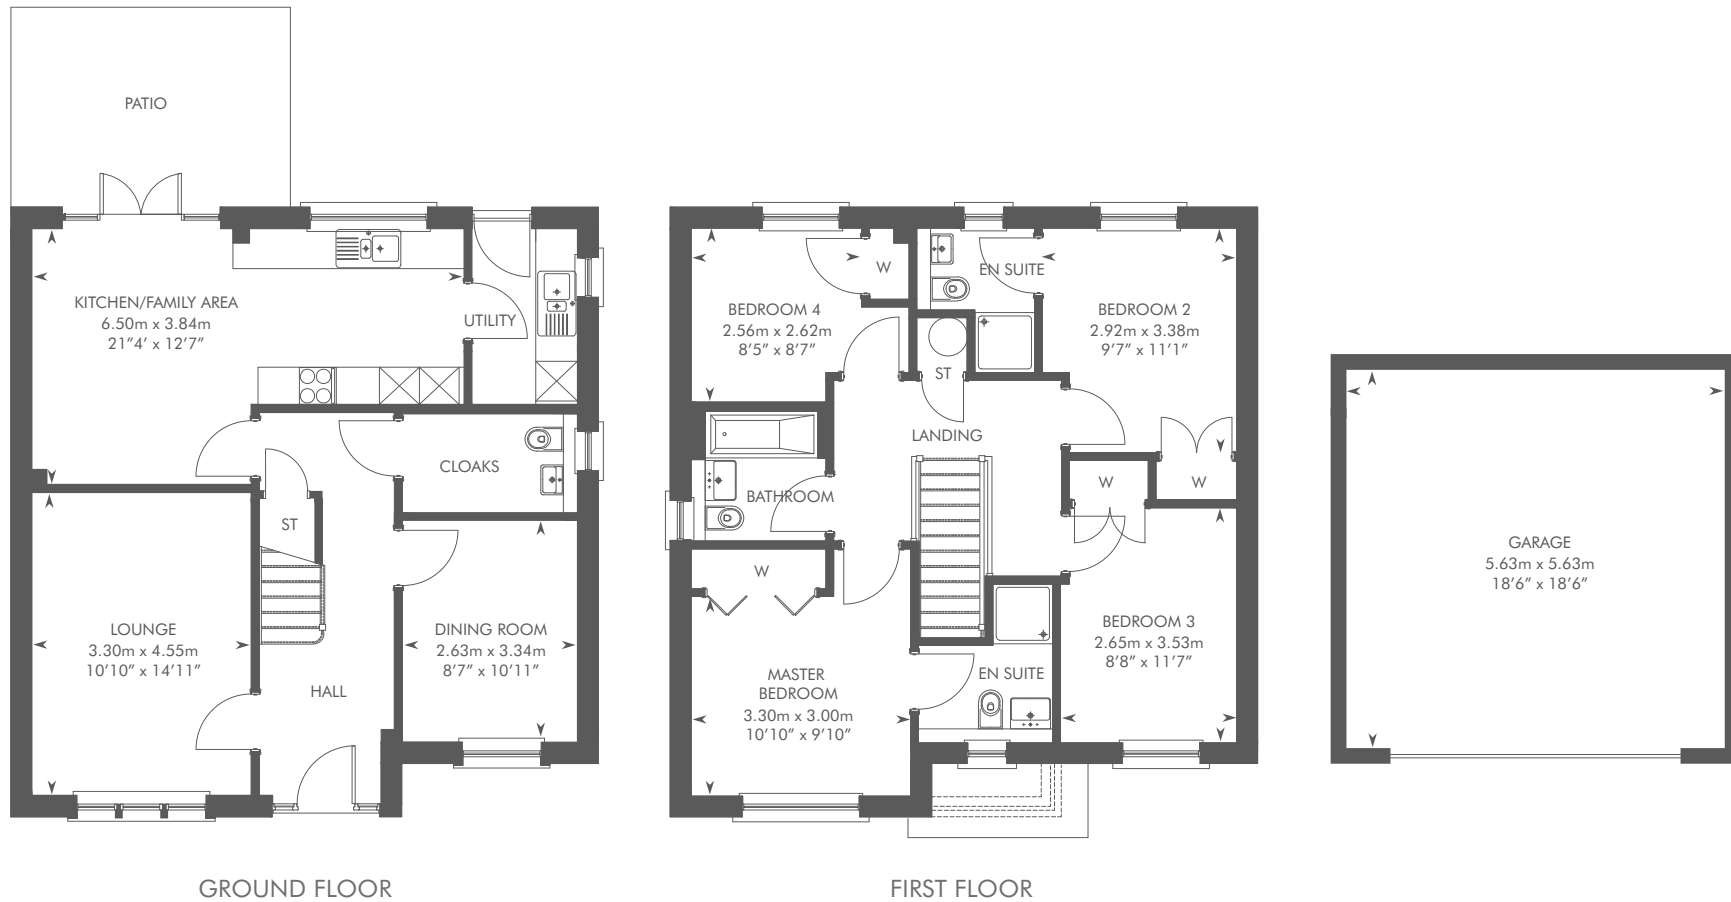 PATIO
KITCHEN/FAMILY AREA
6.50m x 3.84m
21”4’ x 12’7”
UTILITY
CLOAKS
ST
LOUNGE
3.30m x 4.55m
10’10” x 14’11”
HALL
DINING ROOM
2.63m x 3.34m
8’7” x 10’11”
GROUND FLOOR
BEDROOM 4
2.56m x 2.62m
8’5” x 8’7”
W
EN SUITE
BEDROOM 2
2.92m x 3.38m
9’7” x 11’1”
ST
LANDING
W
W
BATHROOM
W
MASTER
BEDROOM
3.30m x 3.00m
10’10” x 9’10”
EN SUITE
BEDROOM 3
2.65m x 3.53m
8’8” x 11’7”
FIRST FLOOR
GARAGE
5.63m x 5.63m
18’6” x 18’6”